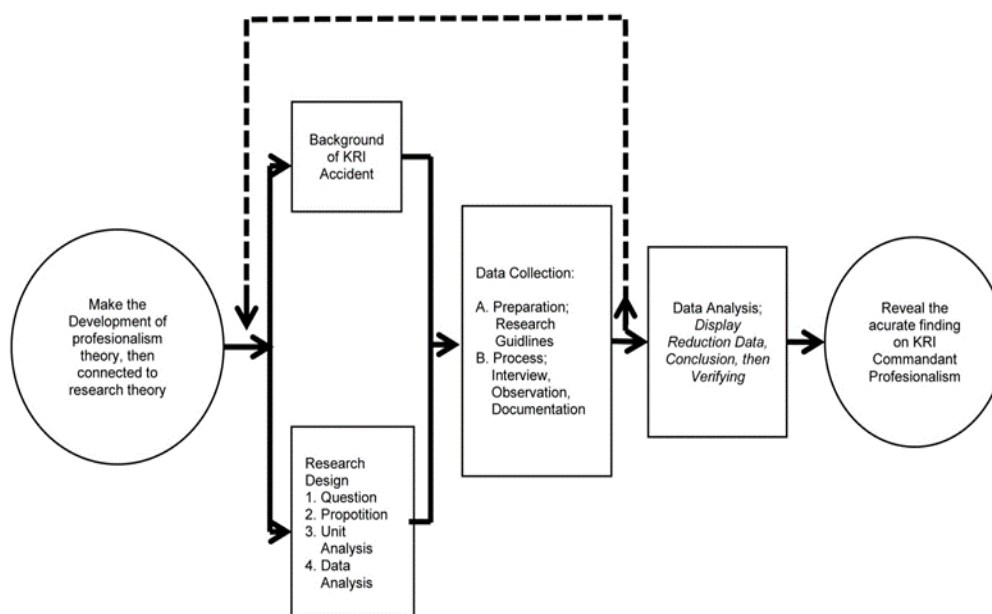 Make the
Development of
profesionalism
theory, then
connected to
research theory
Background
of KRI
Accident
Research
Design
1. Question
2. Propotition
3. Unit
Analysis
4. Data
Analysis
Data Collection:
A. Preparation;
Research
Guidlines
B. Process;
Interview,
Observation,
Documentation
Data Analysis;
Display
Reduction Data,
Conclusion, then
Verifying
Reveal the
acurate finding
on KRI
Commandant
Profesionalism